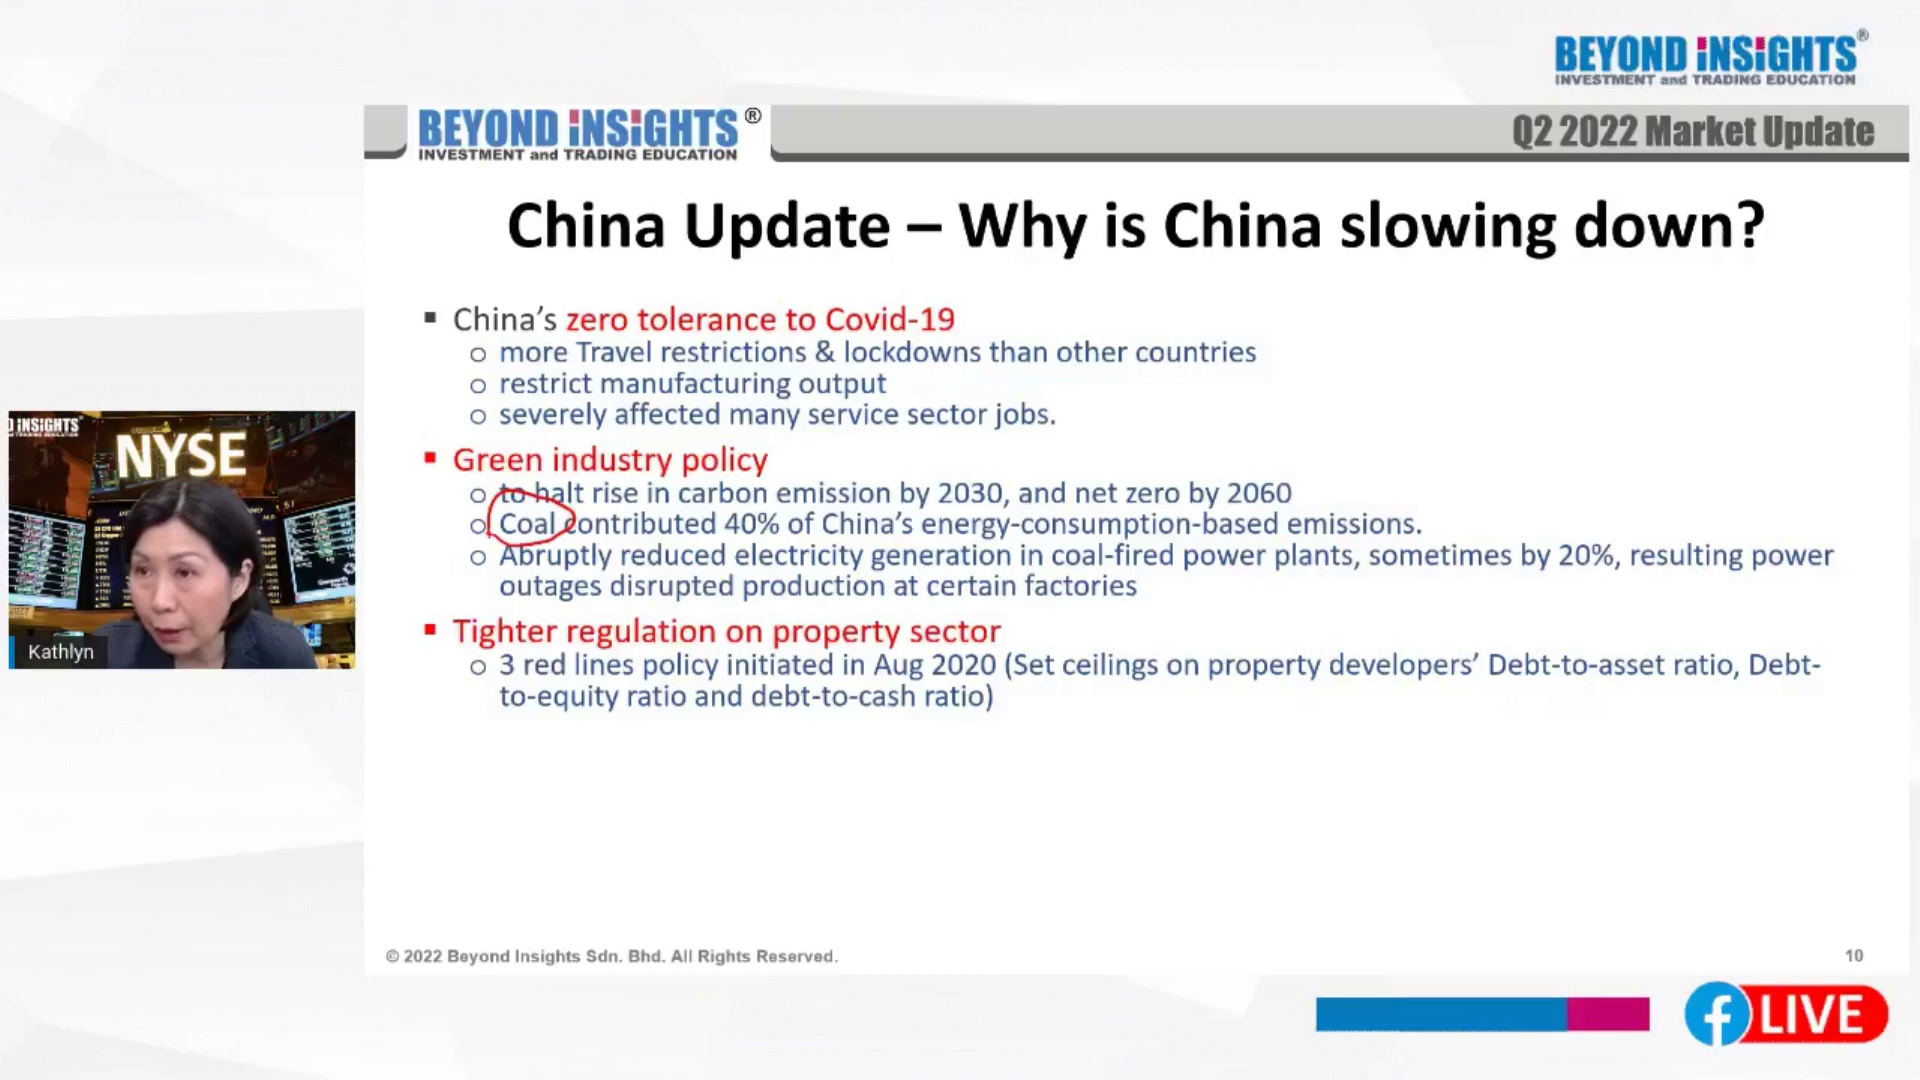 BEYOND INSIGHTS®
INVESTMENT and TRADING EDUCATION
BEYOND INSIGHTS®
INVESTMENT and TRADING EDUCATION
Q2 2022 Market Update
China Update – Why is China slowing down?
▪ China's zero tolerance to Covid-19
o more Travel restrictions & lockdowns than other countries
o restrict manufacturing output
o severely affected many service sector jobs.
▪ Green industry policy
o to halt rise in carbon emission by 2030, and net zero by 2060
o Coal contributed 40% of China's energy-consumption-based emissions.
o Abruptly reduced electricity generation in coal-fired power plants, sometimes by 20%, resulting power
outages disrupted production at certain factories
▪ Tighter regulation on property sector
o 3 red lines policy initiated in Aug 2020 (Set ceilings on property developers' Debt-to-asset ratio, Debt-
to-equity ratio and debt-to-cash ratio)
INSIGHTS
NYSE
Kathlyn
© 2022 Beyond Insights Sdn. Bhd. All Rights Reserved.
10
f LIVE